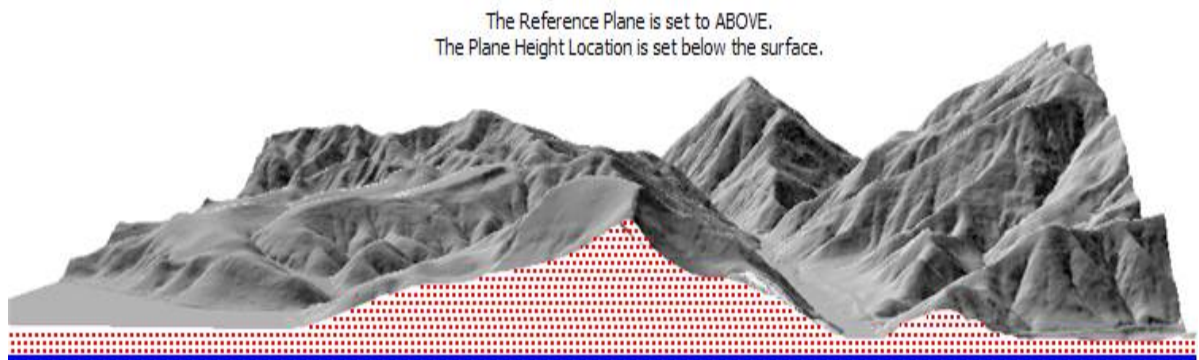 The Reference Plane is set to ABOVE.
The Plane Height Location is set below the surface.